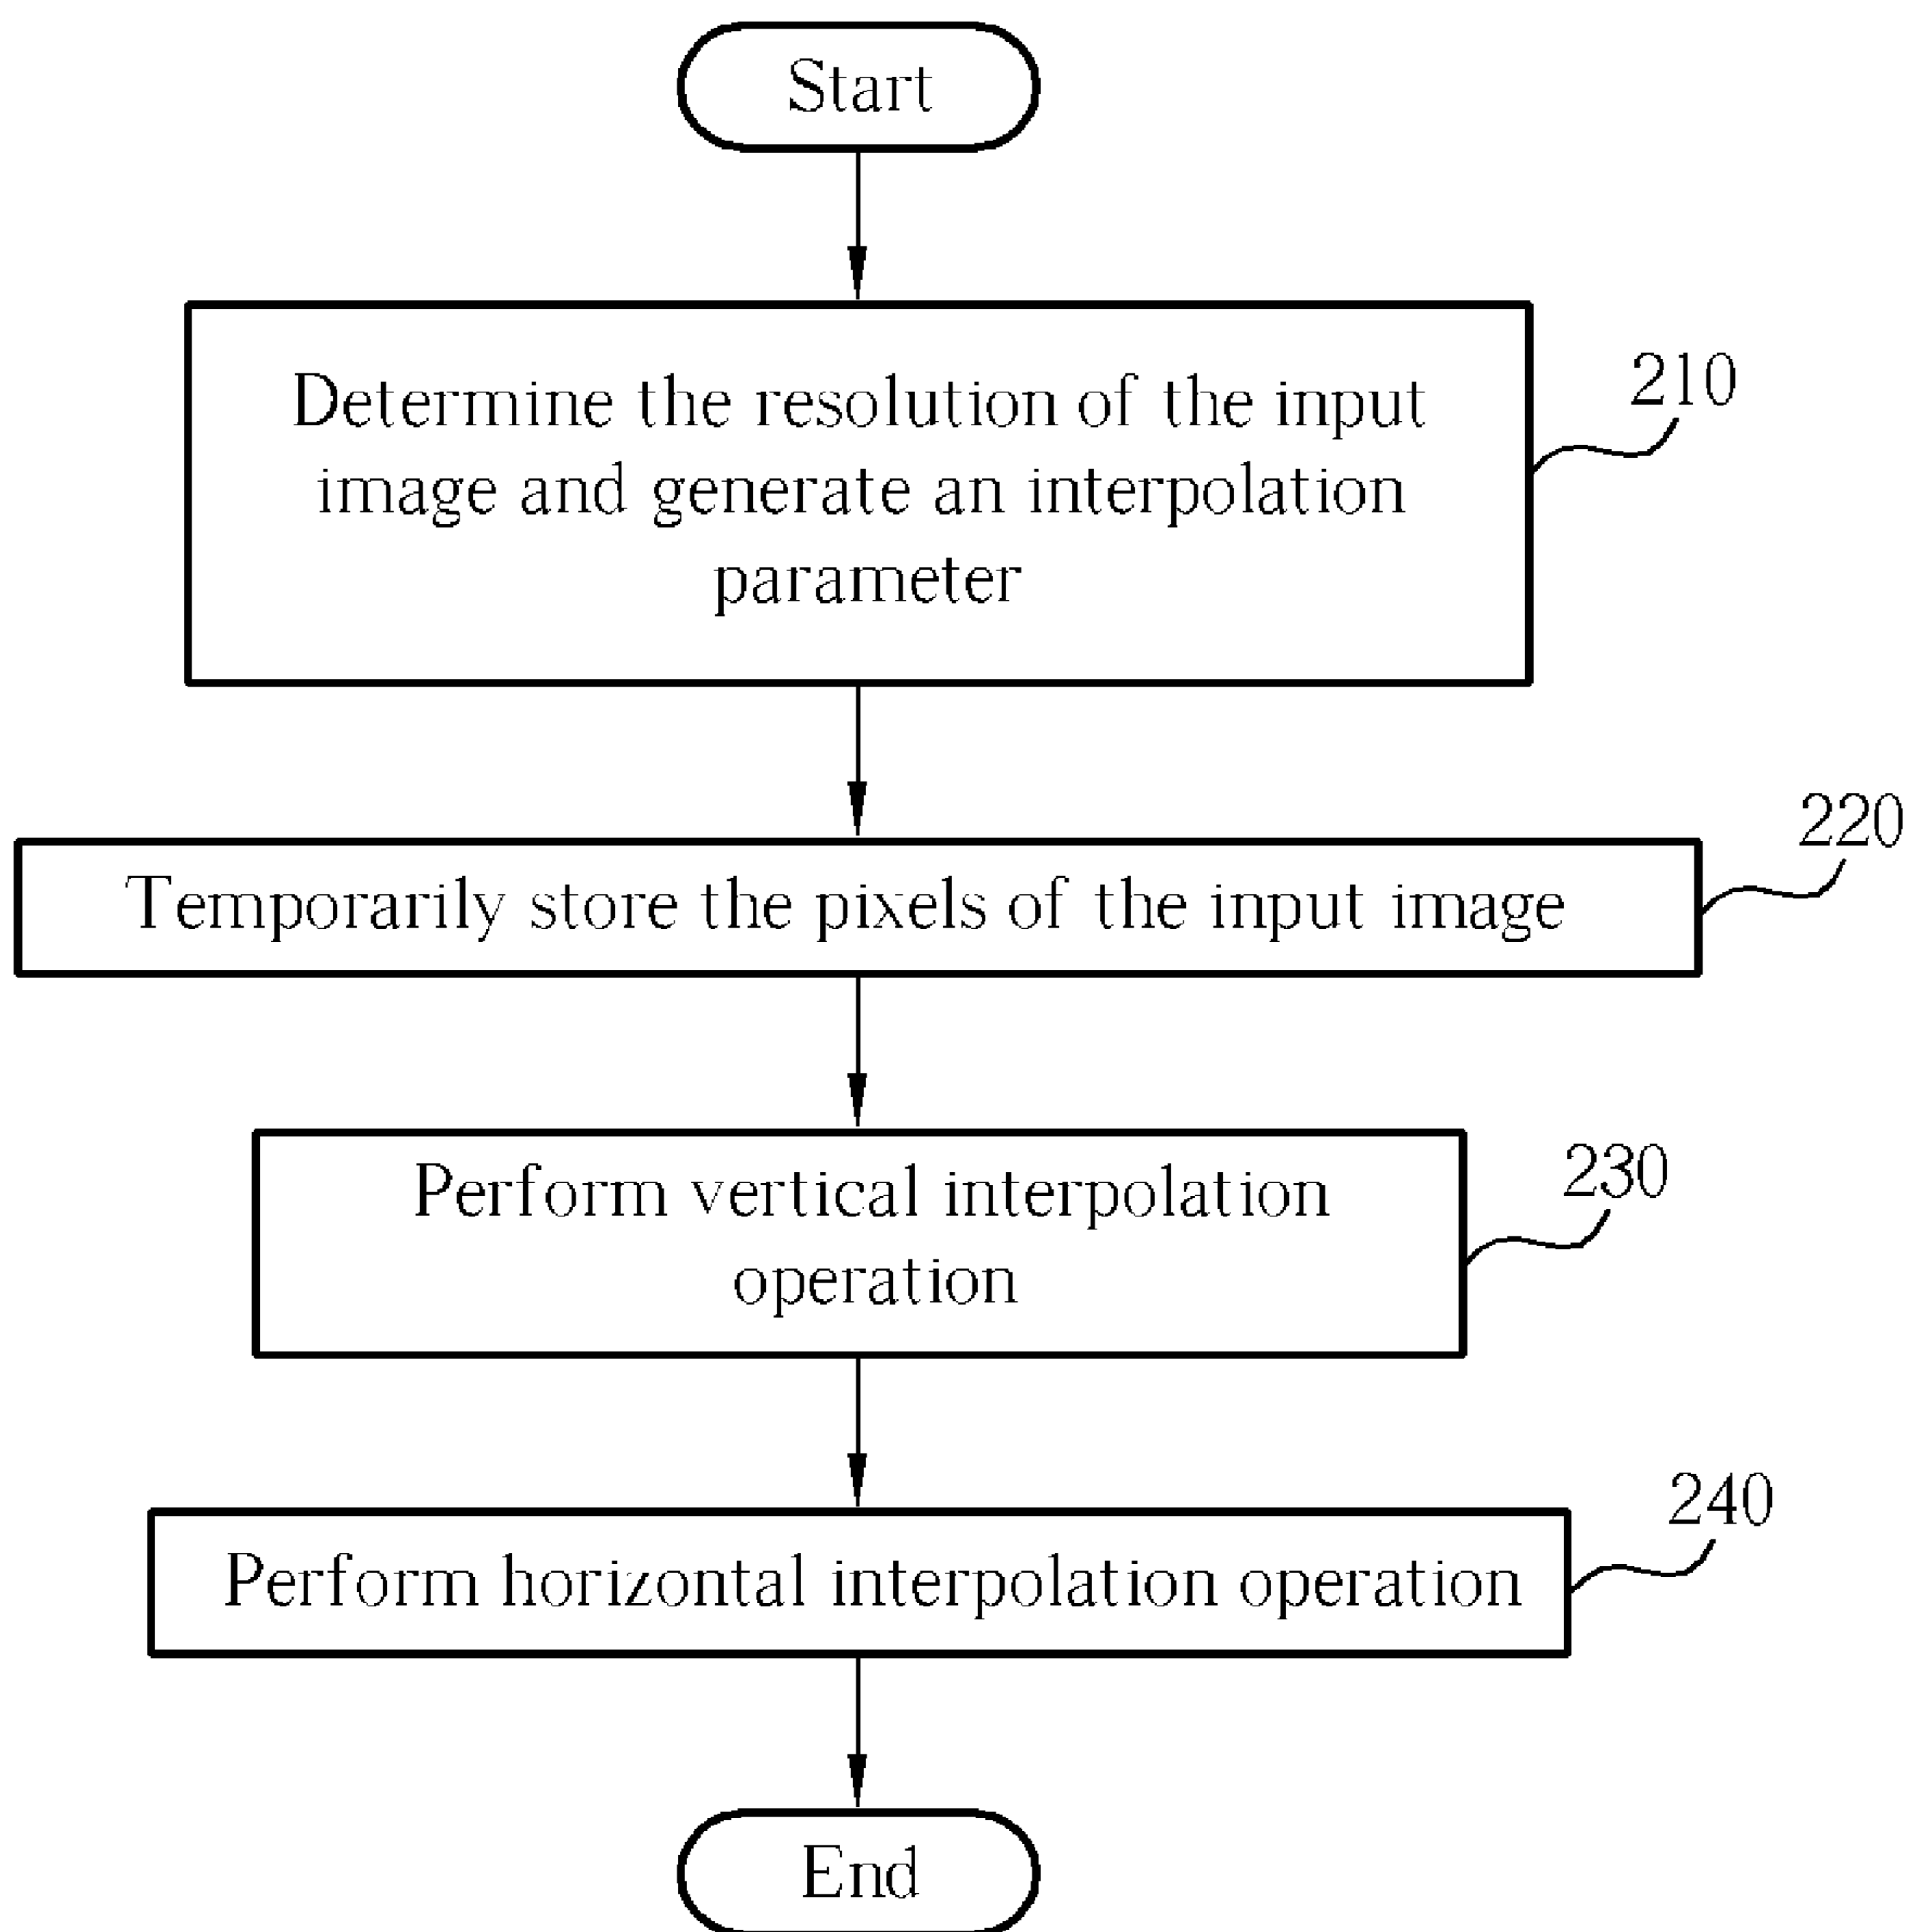 Start
Determine the resolution of the input
image and generate an interpolation
parameter
210
Temporarily store the pixels of the input image
220
Perform vertical interpolation
operation
230
Perform horizontal interpolation operation
240
End